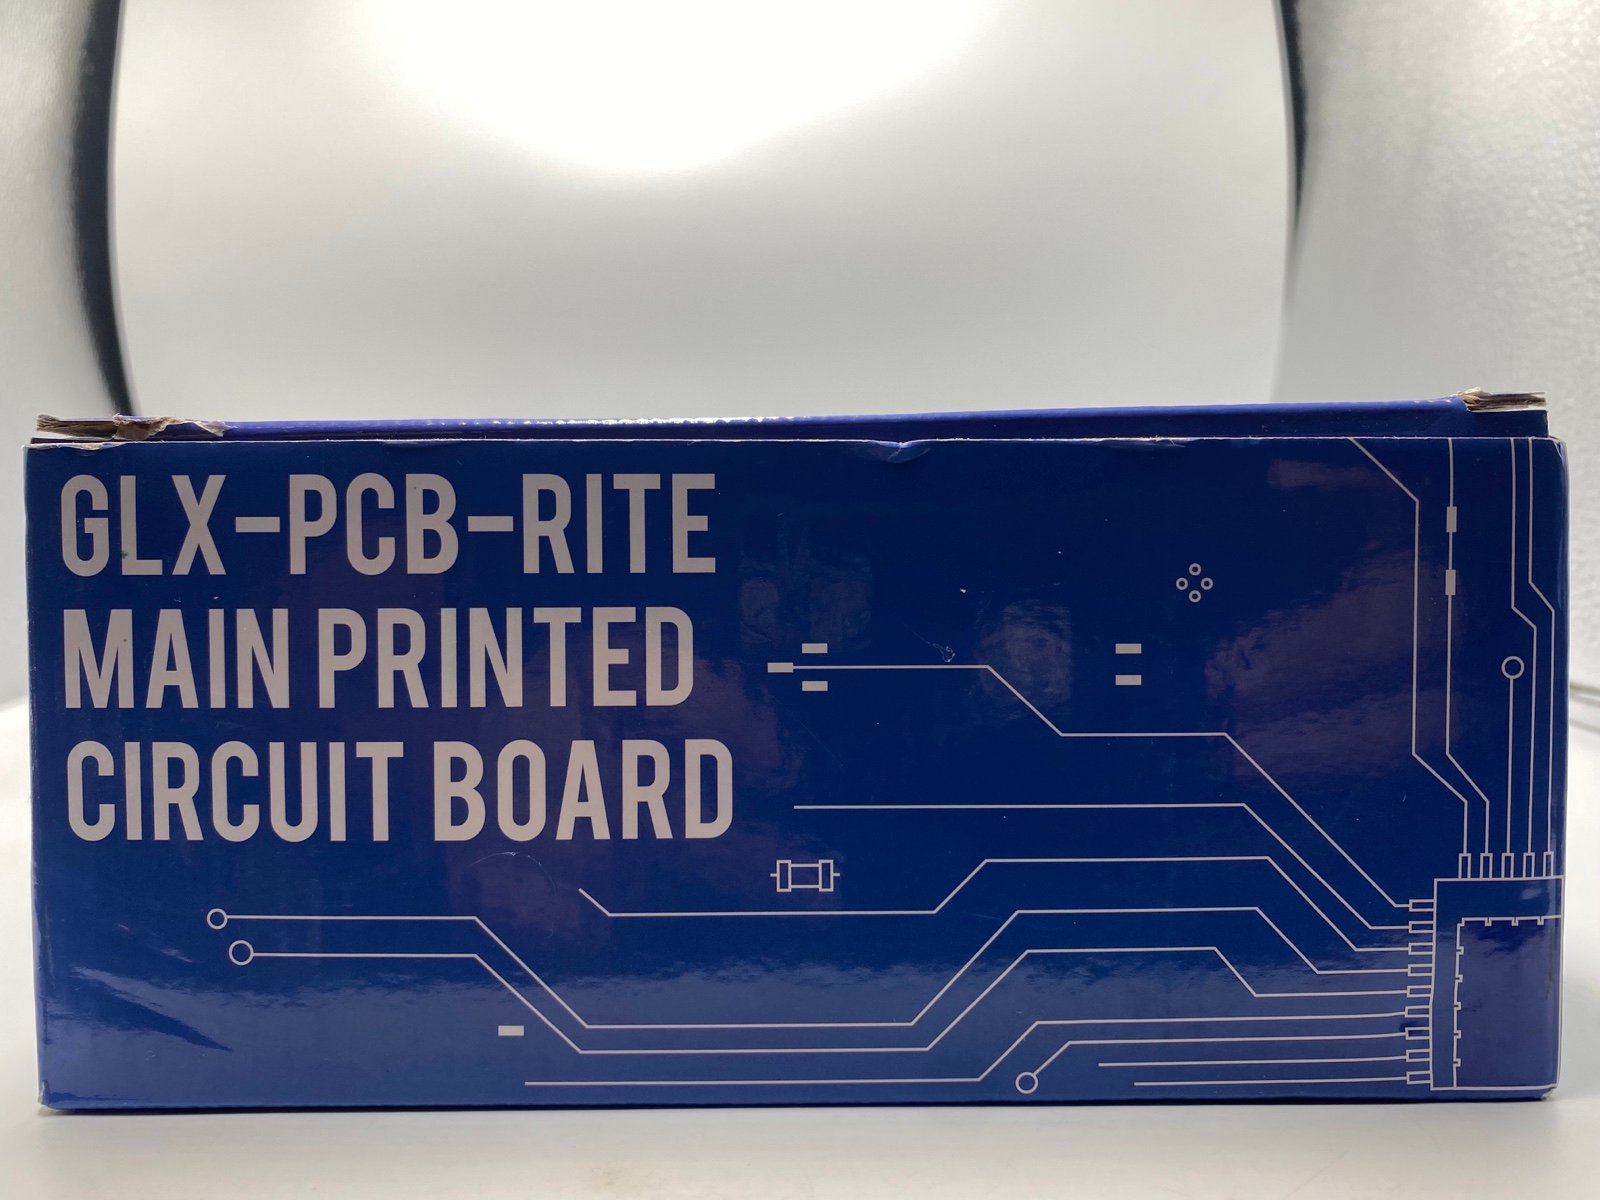 GLX-PCB-RITE
MAIN PRINTED
CIRCUIT BOARD